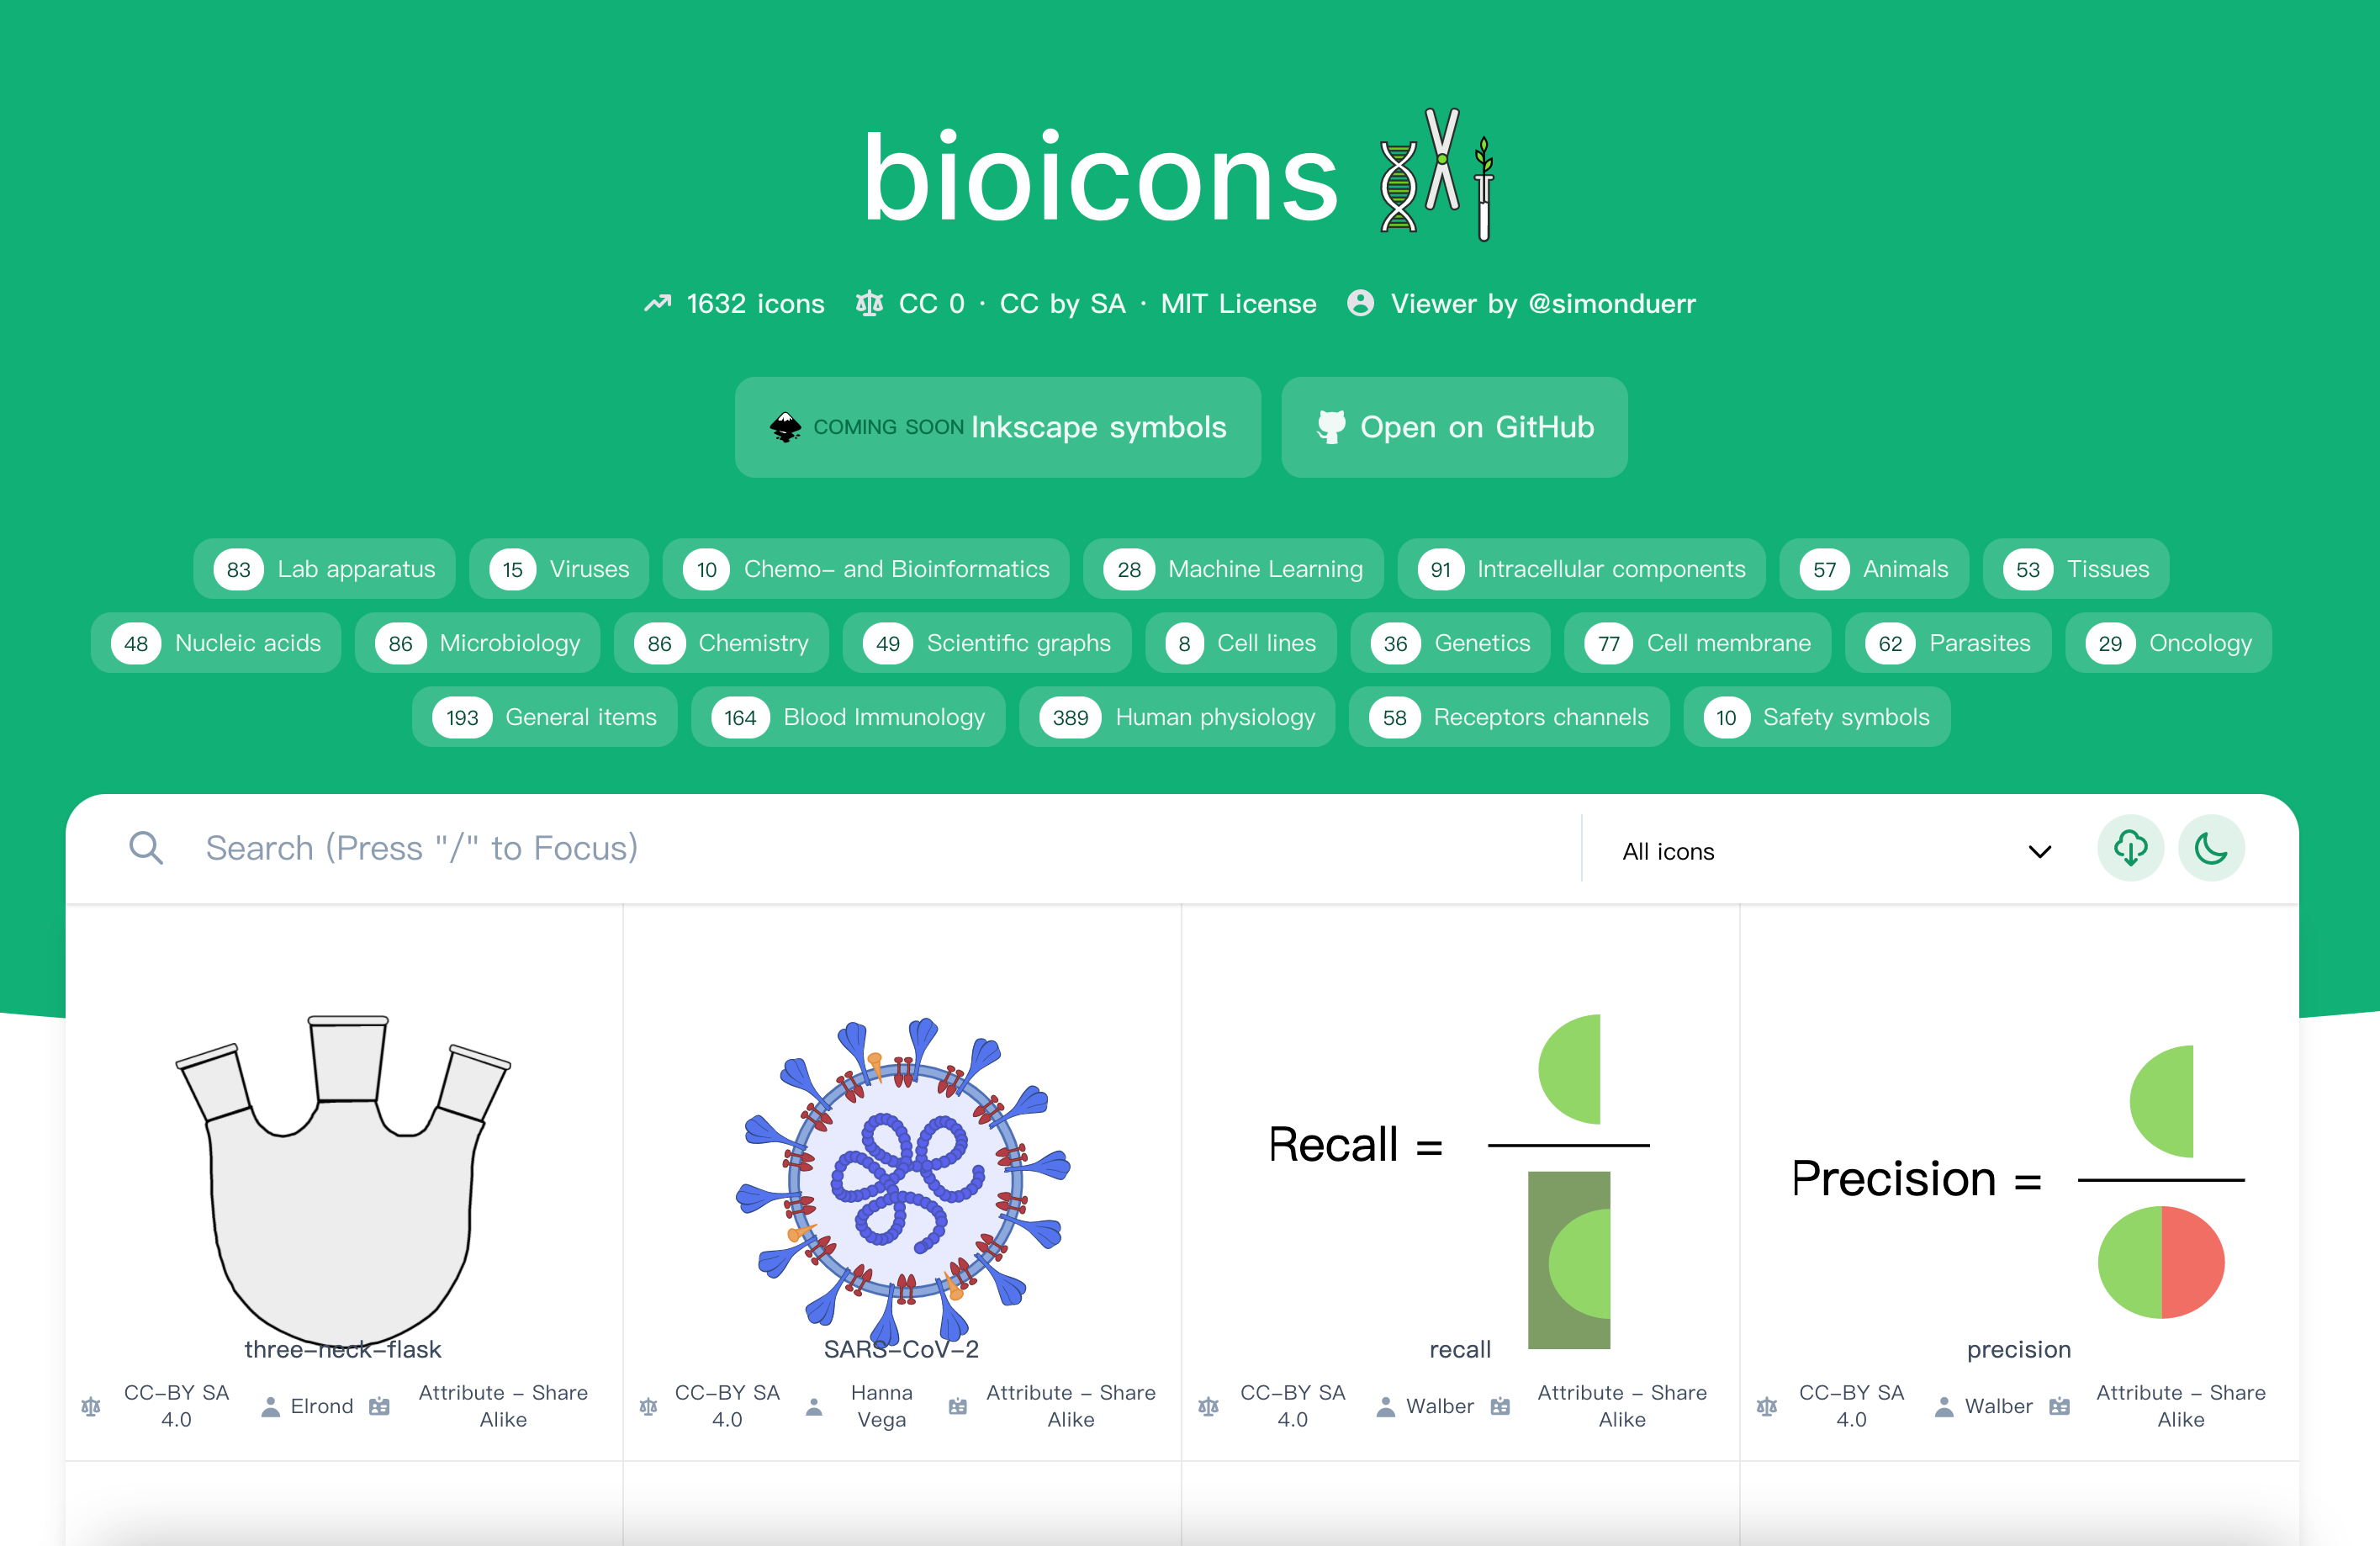 bioicons
1632 icons CC 0 · CC by SA · MIT License Viewer by @simonduerr
COMING SOON Inkscape symbols Open on GitHub
83 Lab apparatus 15 Viruses 10 Chemo- and Bioinformatics 28 Machine Learning 91 Intracellular components 57 Animals 53 Tissues
48 Nucleic acids 86 Microbiology 86 Chemistry 49 Scientific graphs 8 Cell lines 36 Genetics 77 Cell membrane 62 Parasites 29 Oncology
193 General items 164 Blood Immunology 389 Human physiology 58 Receptors channels 10 Safety symbols
Search (Press "/" to Focus) All icons
Recall =
Precision =
three-neck-flask SARS-CoV-2 recall precision
CC-BY SA 4.0 Elrond Attribute - Share Alike
CC-BY SA 4.0 Hanna Vega Attribute - Share Alike
CC-BY SA 4.0 Walber Attribute - Share Alike
CC-BY SA 4.0 Walber Attribute - Share Alike